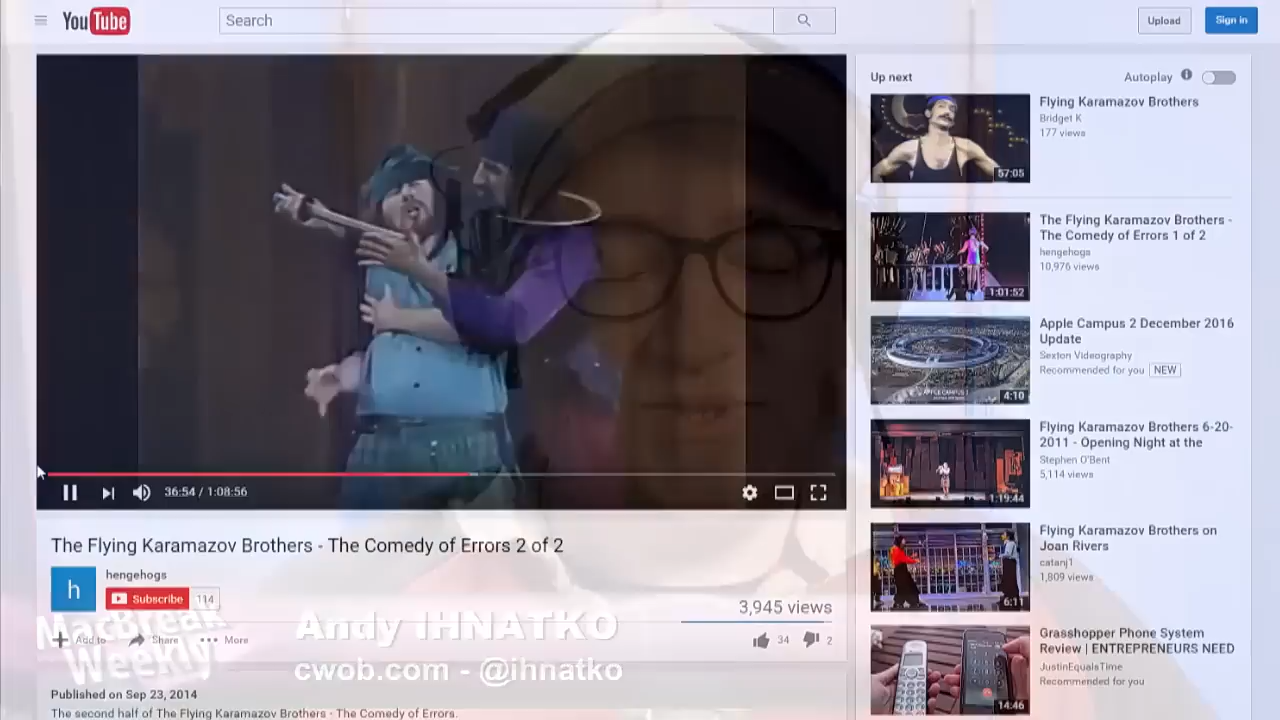 YouTube
Search
Upload
Sign in
Up next
Autoplay
Flying Karamazov Brothers
Bridget K
177 views
57:05
The Flying Karamazov Brothers -
The Comedy of Errors 1 of 2
hengehogs
10,976 views
1:01:52
Apple Campus 2 December 2016
Update
Sexton Videography
Recommended for you NEW
APPLE CAMPUS 2
4:10
Flying Karamazov Brothers 6-20-
2011 - Opening Night at the
Stephen O'Bent
5,114 views
1:19:44
Flying Karamazov Brothers on
Joan Rivers
catanj1
1,809 views
6:11
Grasshopper Phone System
Review | ENTREPRENEURS NEED
JustinEqualsTime
Recommended for you
14:46
36:54 / 1:08:56
The Flying Karamazov Brothers - The Comedy of Errors 2 of 2
h
hengehogs
Subscribe 114
3,945 views
Add to Share More
34 2
MacBreak
Weekly
Andy iHNATKO
cwob.com - @ihnatko
Published on Sep 23, 2014
The second half of The Flying Karamazov Brothers - The Comedy of Errors.